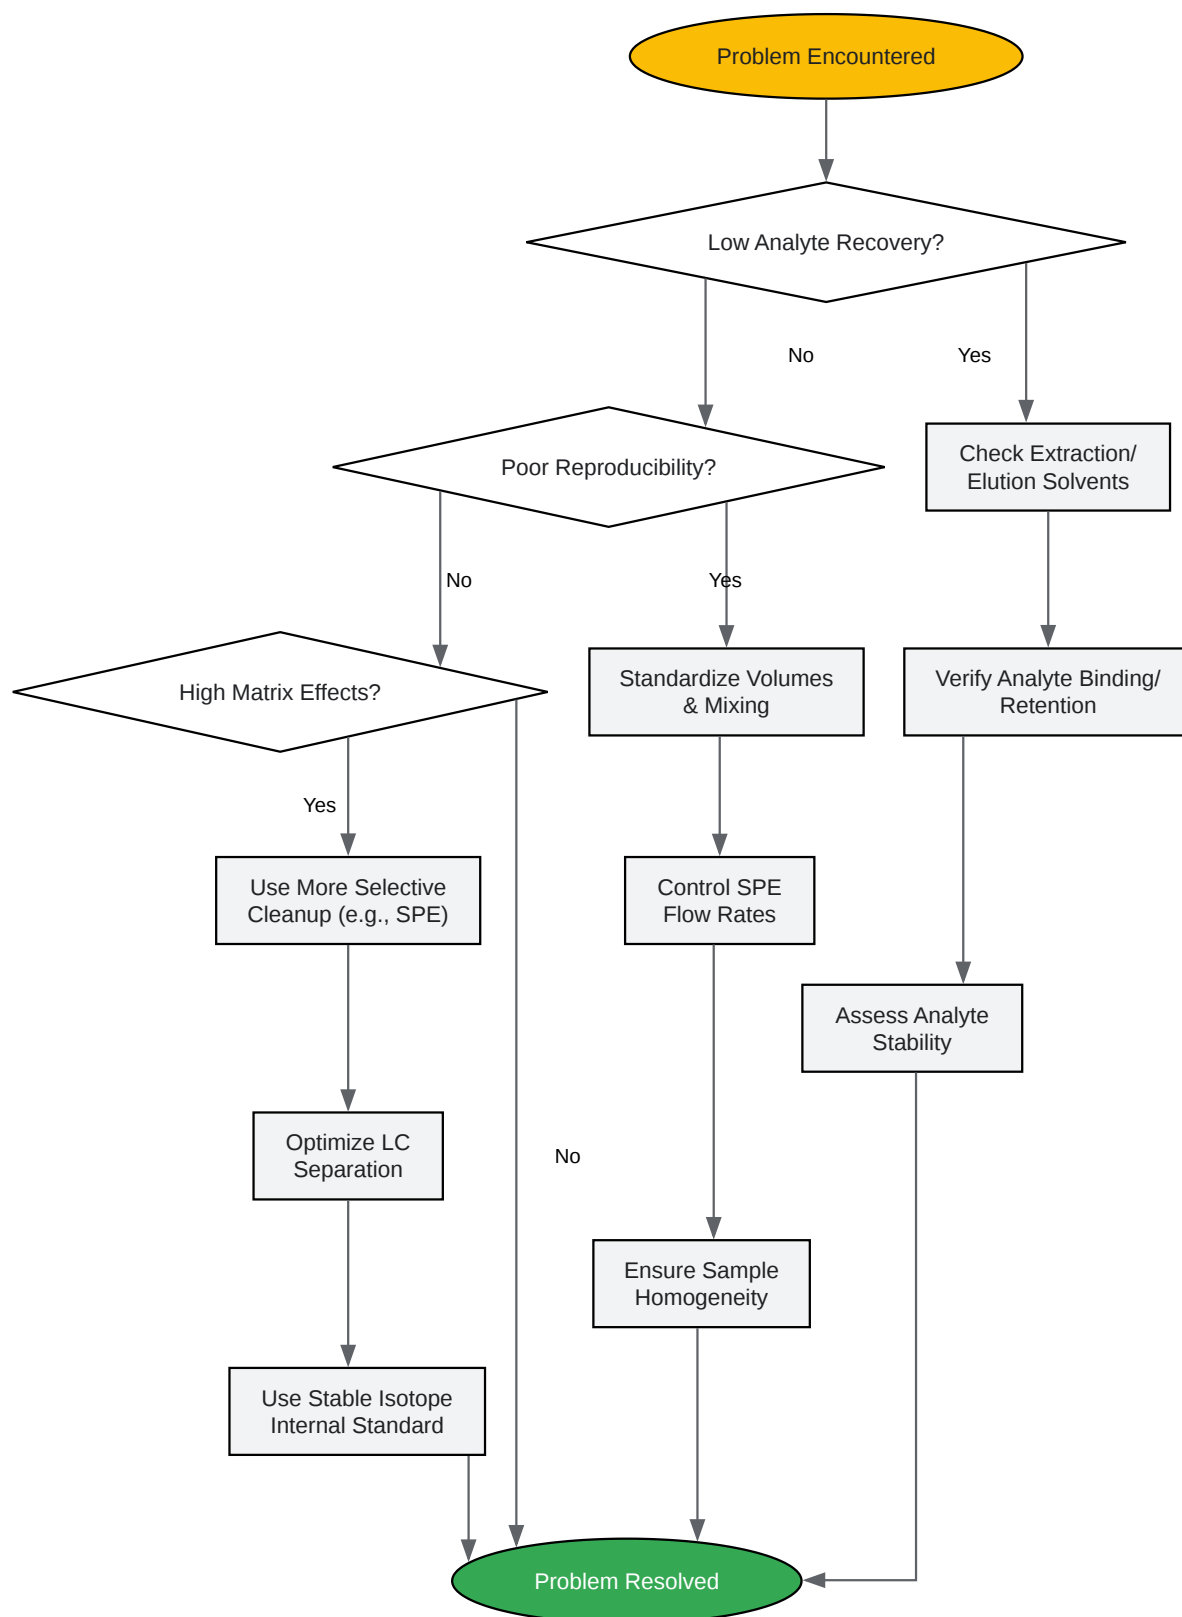 Problem Encountered
Low Analyte Recovery?
No
Yes
Poor Reproducibility?
Check Extraction/
Elution Solvents
No
Yes
High Matrix Effects?
Standardize Volumes
& Mixing
Verify Analyte Binding/
Retention
Yes
Use More Selective
Cleanup (e.g., SPE)
Control SPE
Flow Rates
Assess Analyte
Stability
Optimize LC
Separation
No
Ensure Sample
Homogeneity
Use Stable Isotope
Internal Standard
Problem Resolved